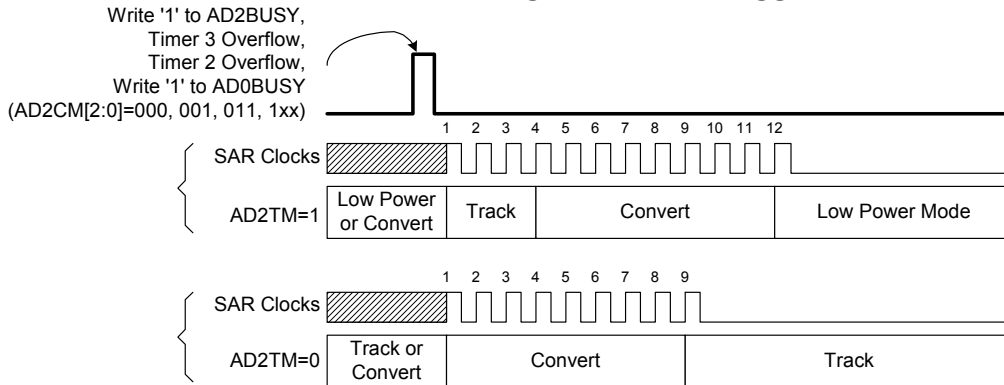 Write '1' to AD2BUSY,
Timer 3 Overflow,
Timer 2 Overflow,
Write '1' to AD0BUSY
(AD2CM[2:0]=000, 001, 011, 1xx)
1 2 3 4 5 6 7 8 9 10 11 12
SAR Clocks
AD2TM=1
Low Power
or Convert
Track
Convert
Low Power Mode
1 2 3 4 5 6 7 8 9
SAR Clocks
AD2TM=0
Track or
Convert
Convert
Track